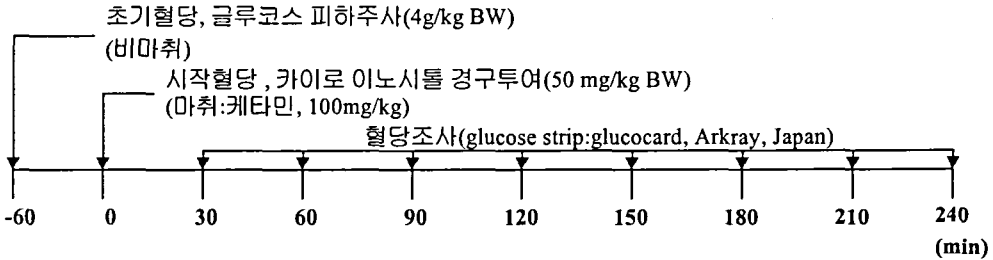 초기혈당, 글루코스 피하주사(4g/kg BW)
(비마취)
시작혈당 , 카이로 이노시톨 경구투여(50 mg/kg BW)
(마취:케타민, 100mg/kg)
혈당조사(glucose strip:glucocard, Arkray, Japan)
-60 0 30 60 90 120 150 180 210 240
(min)